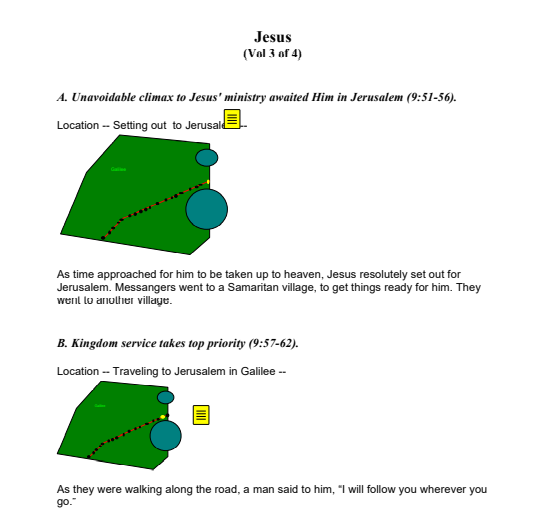 Jesus
(Vol 3 of 4)
A. Unavoidable climax to Jesus' ministry awaited Him in Jerusalem (9:51-56).
Location -- Setting out to Jerusale --
Galilee
As time approached for him to be taken up to heaven, Jesus resolutely set out for
Jerusalem. Messangers went to a Samaritan village, to get things ready for him. They
went to another village.
B. Kingdom service takes top priority (9:57-62).
Location -- Traveling to Jerusalem in Galilee --
As they were walking along the road, a man said to him, “I will follow you wherever you
go.”